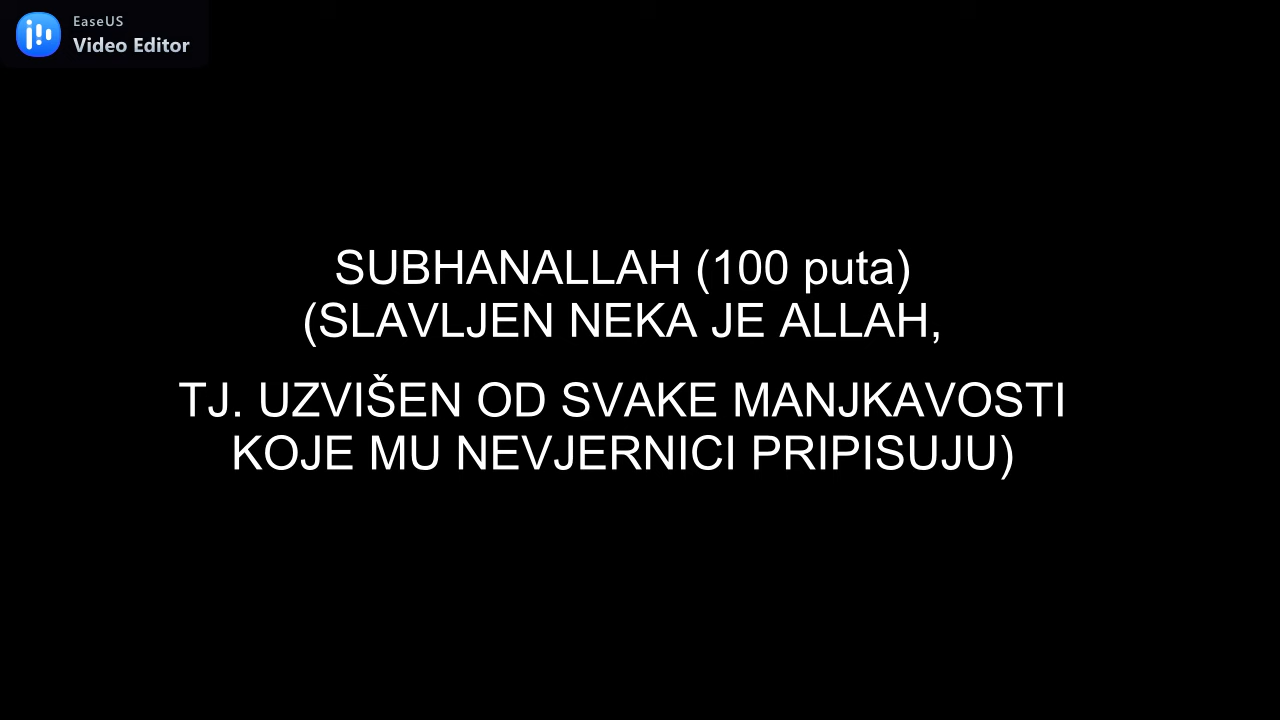 EaseUS
Video Editor
SUBHANALLAH (100 puta)
(SLAVLJEN NEKA JE ALLAH,
TJ. UZVIŠEN OD SVAKE MANJKAVOSTI
KOJE MU NEVJERNICI PRIPISUJU)